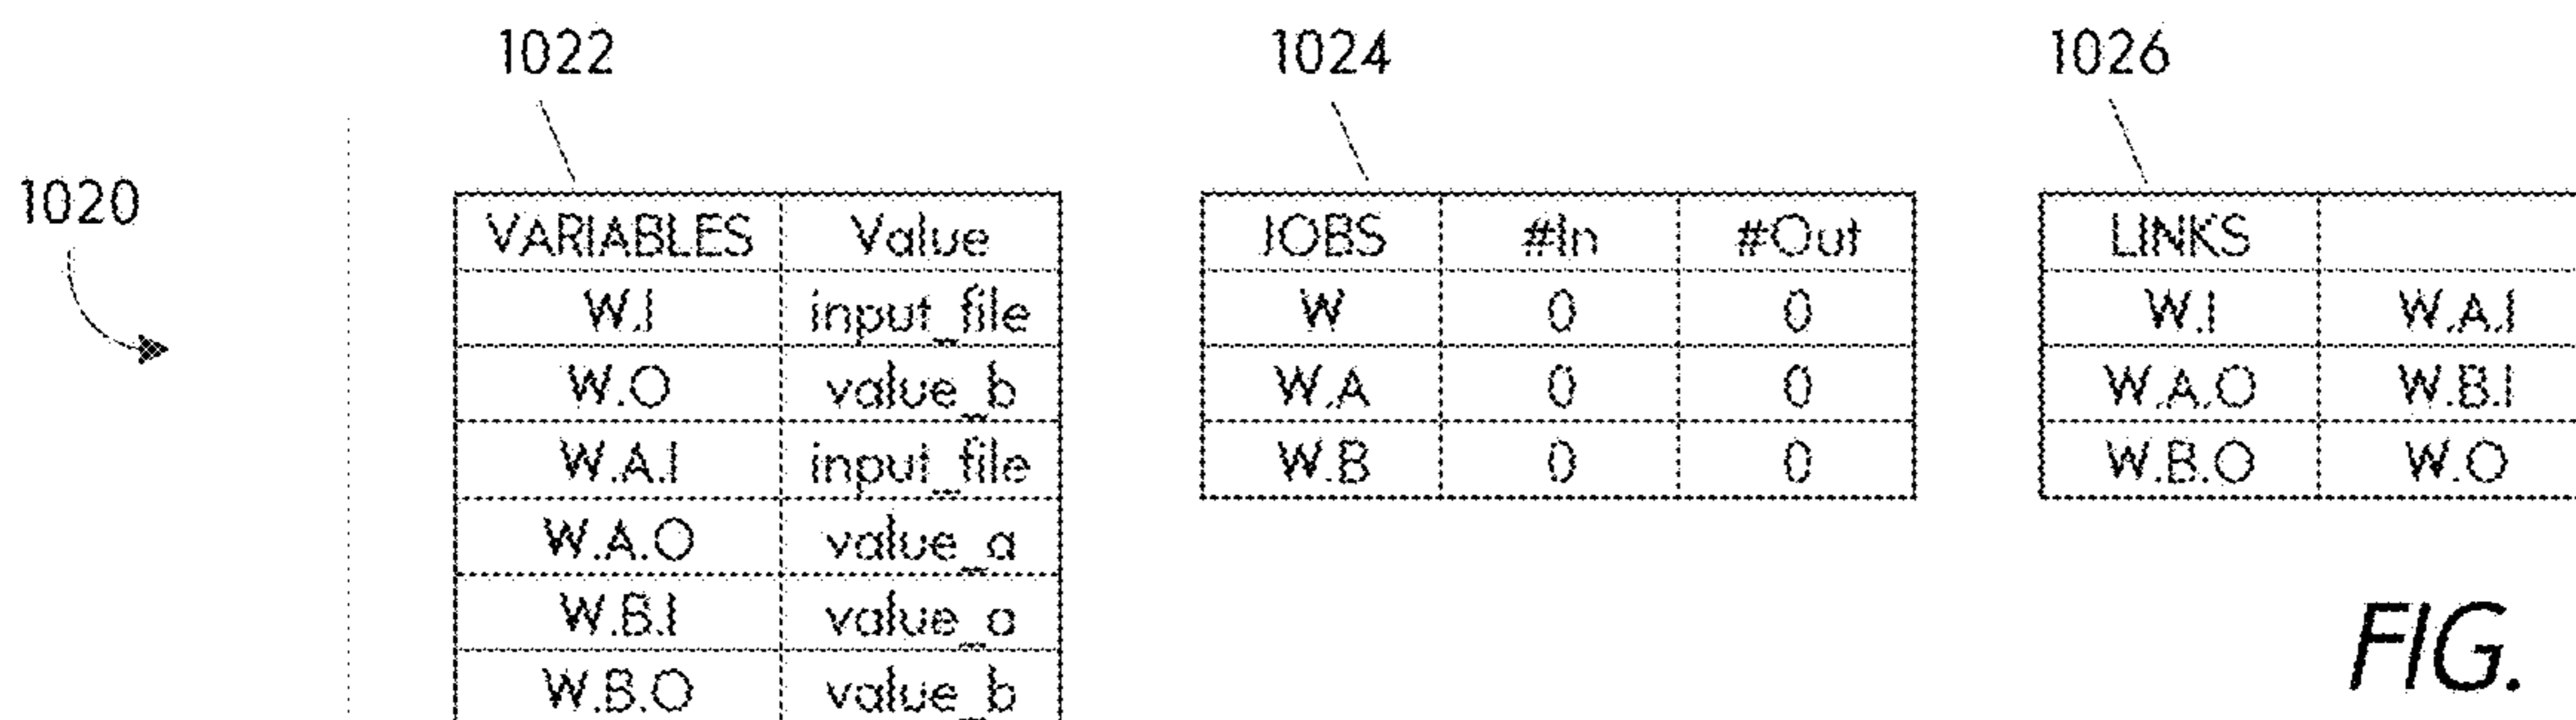 1022 1024 1026
1020
VARIABLES Value JOBS #In #Out LINKS
W.I input_file W 0 0 W.I W.A.I
W.O value_b W.A 0 0 W.A.O W.B.I
W.A.I input_file W.B 0 0 W.B.O W.O
W.A.O value_a
W.B.I value_a
W.B.O value_b
FIG.